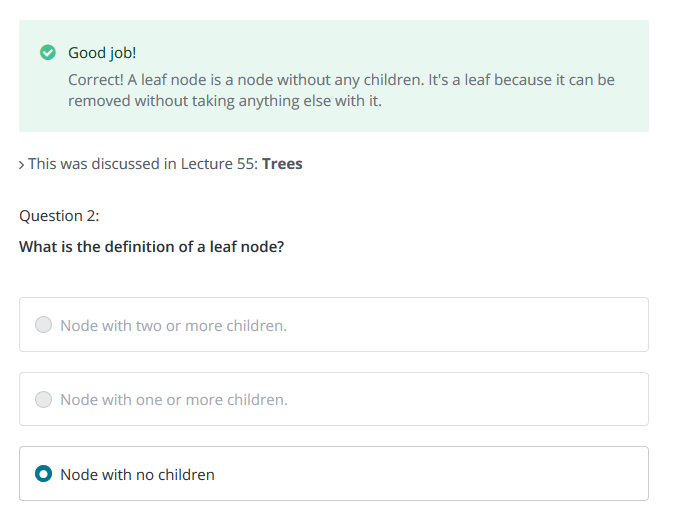 Good job!
Correct! A leaf node is a node without any children. It's a leaf because it can be
removed without taking anything else with it.
> This was discussed in Lecture 55: Trees
Question 2:
What is the definition of a leaf node?
Node with two or more children.
Node with one or more children.
Node with no children